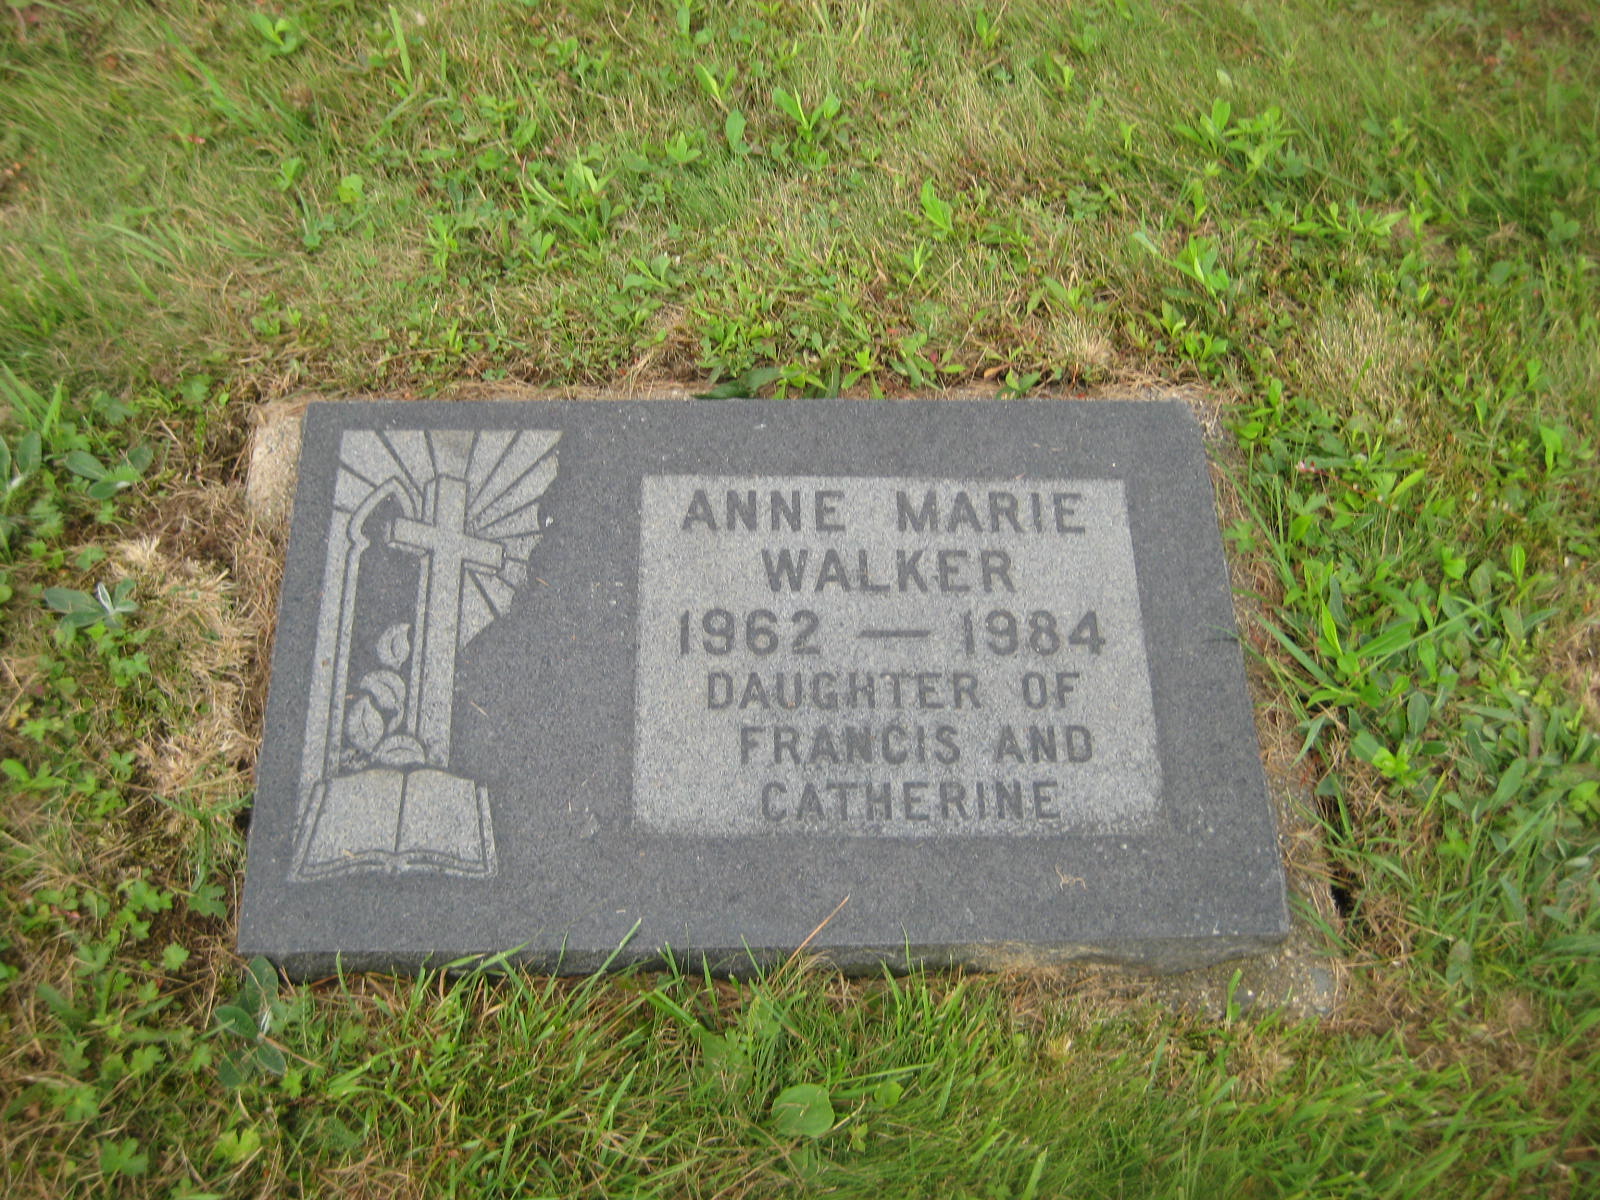 ANNE MARIE
WALKER
1962 — 1984
DAUGHTER OF
FRANCIS AND
CATHERINE